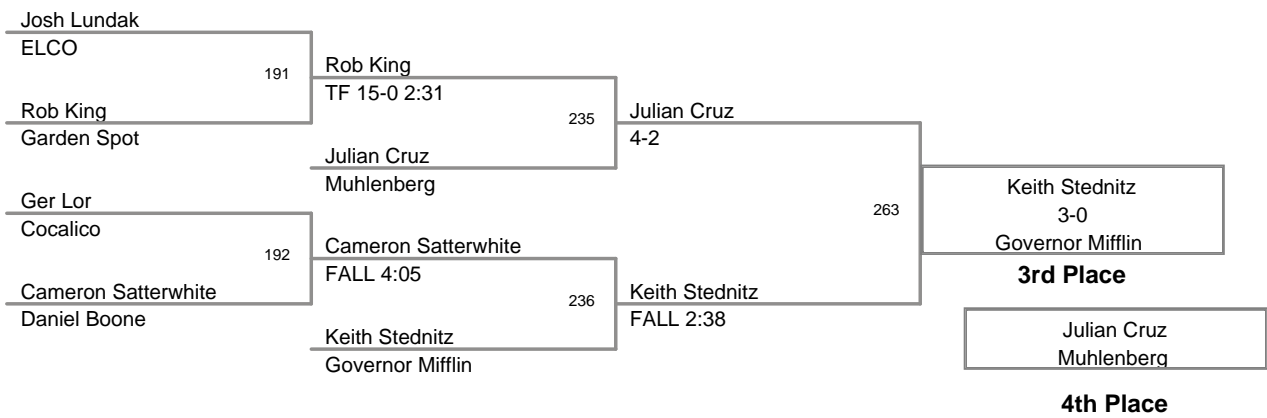 Josh Lundak
ELCO
191
Rob King
Garden Spot
Rob King
TF 15-0 2:31
235
Julian Cruz
Muhlenberg
Julian Cruz
4-2
Ger Lor
Cocalico
192
Cameron Satterwhite
Daniel Boone
Cameron Satterwhite
FALL 4:05
236
Keith Stednitz
Governor Mifflin
Keith Stednitz
FALL 2:38
263
Keith Stednitz
3-0
Governor Mifflin
3rd Place
Julian Cruz
Muhlenberg
4th Place